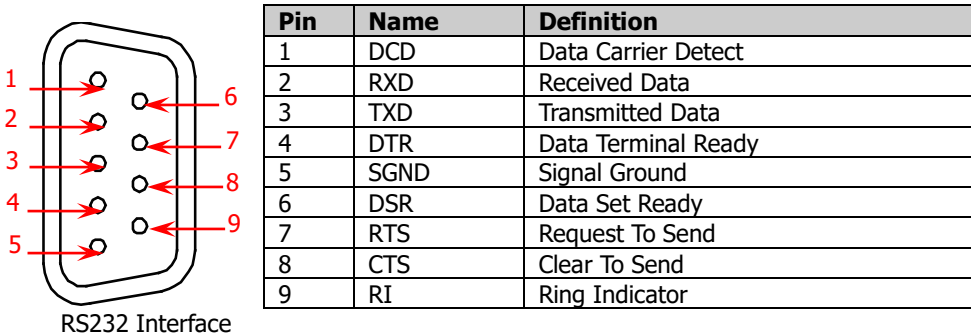 1
2
3
4
5
6
7
8
9
RS232 Interface
Pin Name Definition
1 DCD Data Carrier Detect
2 RXD Received Data
3 TXD Transmitted Data
4 DTR Data Terminal Ready
5 SGND Signal Ground
6 DSR Data Set Ready
7 RTS Request To Send
8 CTS Clear To Send
9 RI Ring Indicator